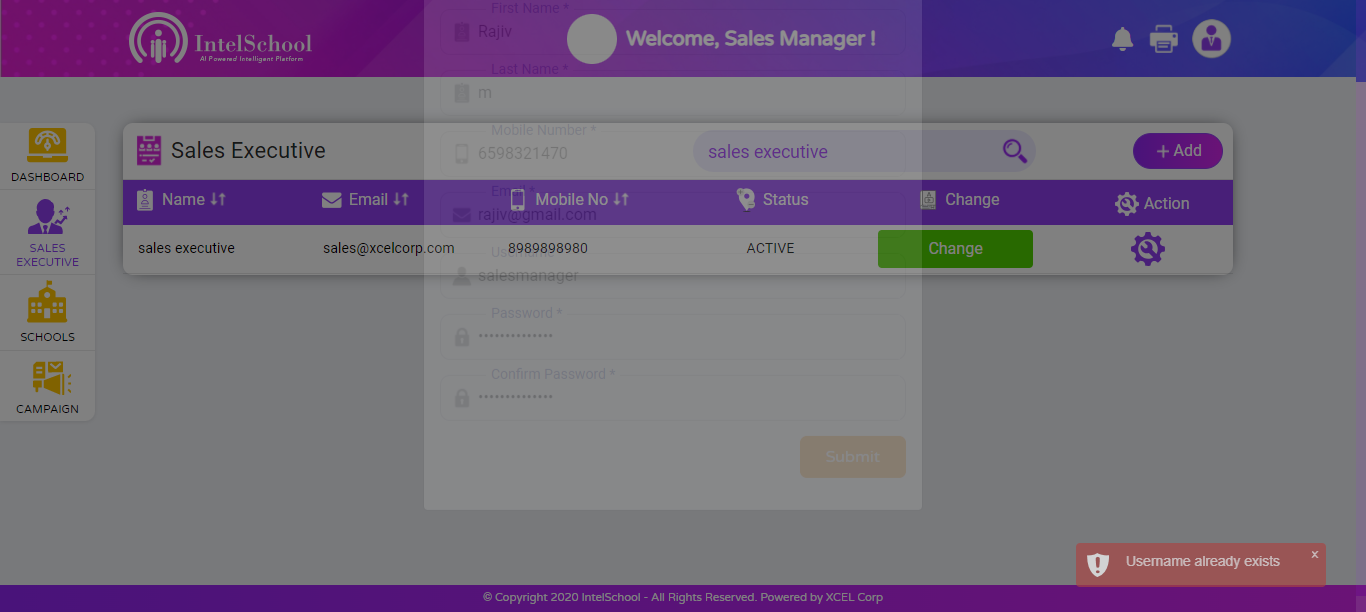 First Name *
Rajiv
IntelSchool
AI Powered Intelligent Platform
Welcome, Sales Manager !
Last Name *
m
Mobile Number *
6598321470
Sales Executive
sales executive
+ Add
DASHBOARD
Email *
rajiv@gmail.com
Name
Email
Mobile No
Status
Change
Action
SALES
EXECUTIVE
sales executive
sales@xcelcorp.com
8989898980
ACTIVE
Change
Username
salesmanager
SCHOOLS
Password *
••••••••••••••
Confirm Password *
••••••••••••••
CAMPAIGN
Submit
Username already exists
x
© Copyright 2020 IntelSchool - All Rights Reserved. Powered by XCEL Corp